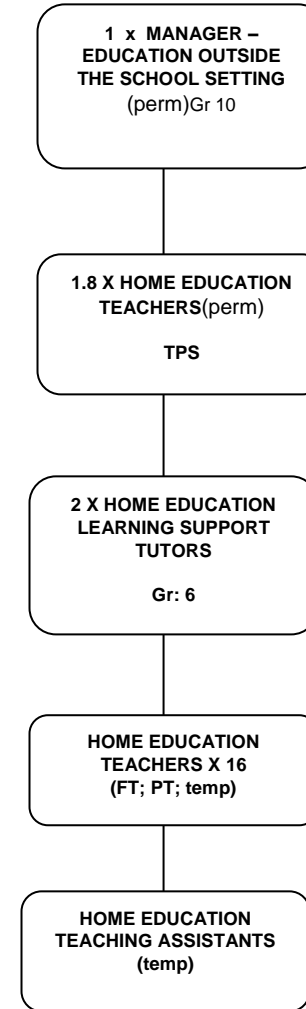 1 x MANAGER –
EDUCATION OUTSIDE
THE SCHOOL SETTING
(perm)Gr 10
1.8 X HOME EDUCATION
TEACHERS(perm)
TPS
2 X HOME EDUCATION
LEARNING SUPPORT
TUTORS
Gr: 6
HOME EDUCATION
TEACHERS X 16
(FT; PT; temp)
HOME EDUCATION
TEACHING ASSISTANTS
(temp)